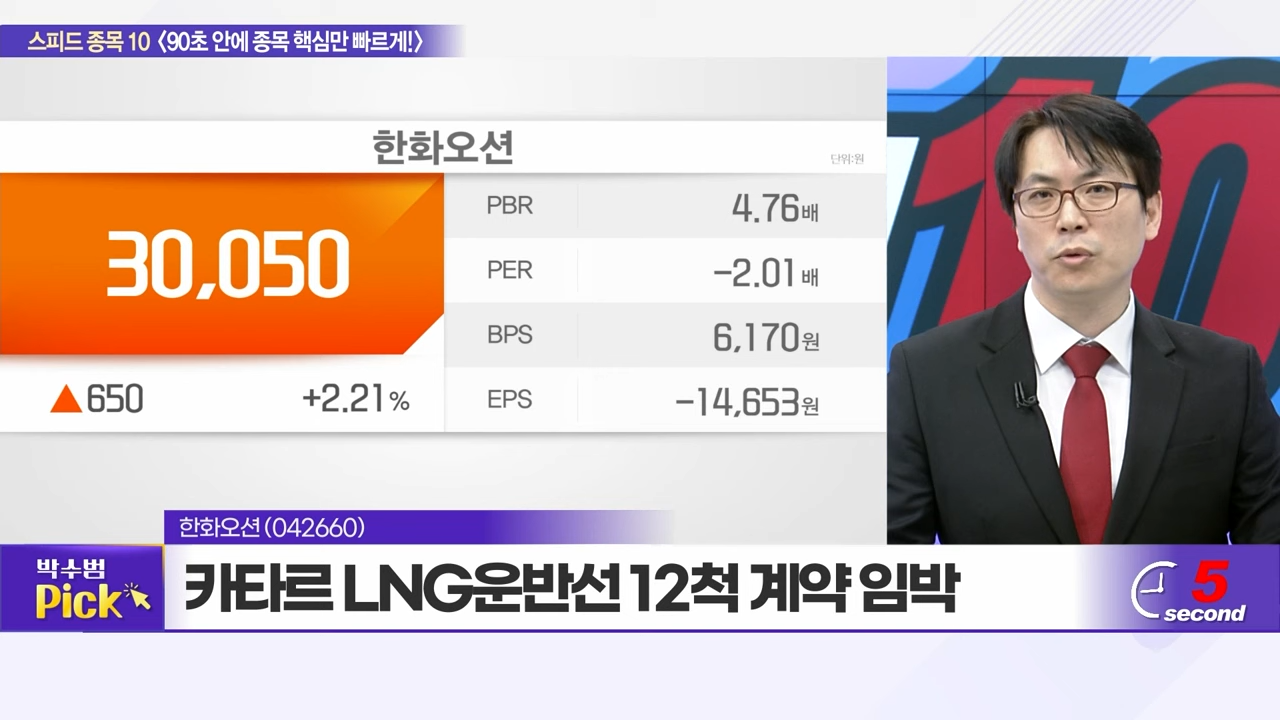 스피드 종목 10 〈90초 안에 종목 핵심만 빠르게!〉
한화오션
단위:원
30,050
▲650 +2.21%
PBR 4.76배
PER -2.01배
BPS 6,170원
EPS -14,653원
10
한화오션(042660)
박수범
Pick
카타르 LNG운반선 12척 계약 임박
5
second